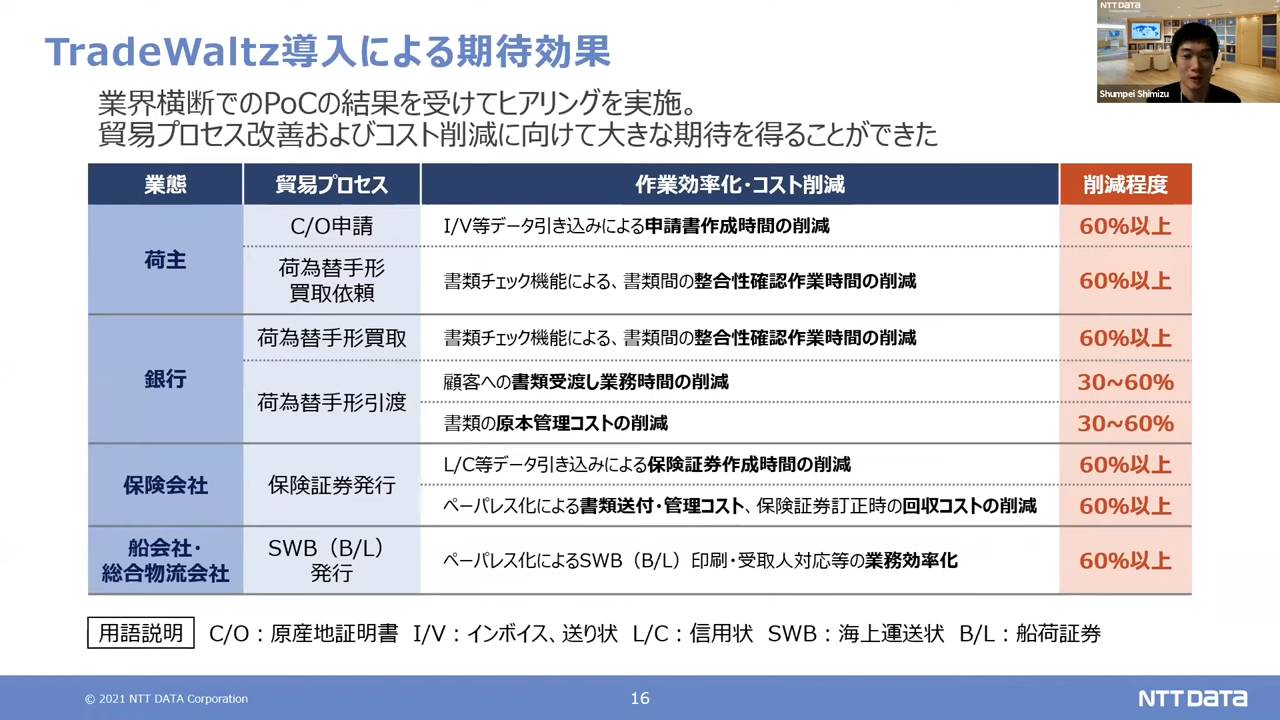 TradeWaltz導入による期待効果
NTT DATA
Shumpei Shimizu
業界横断でのPoCの結果を受けてヒアリングを実施。
貿易プロセス改善およびコスト削減に向けて大きな期待を得ることができた
業態 貿易プロセス 作業効率化・コスト削減 削減程度
荷主
C/O申請 I/V等データ引き込みによる申請書作成時間の削減 60%以上
荷為替手形
買取依頼
書類チェック機能による、書類間の整合性確認作業時間の削減 60%以上
銀行
荷為替手形買取 書類チェック機能による、書類間の整合性確認作業時間の削減 60%以上
荷為替手形引渡
顧客への書類受渡し業務時間の削減 30~60%
書類の原本管理コストの削減 30~60%
保険会社
保険証券発行
L/C等データ引き込みによる保険証券作成時間の削減 60%以上
ペーパレス化による書類送付・管理コスト、保険証券訂正時の回収コストの削減 60%以上
船会社・
総合物流会社
SWB（B/L）
発行
ペーパレス化によるSWB（B/L）印刷・受取人対応等の業務効率化 60%以上
用語説明 C/O：原産地証明書 I/V：インボイス、送り状 L/C：信用状 SWB：海上運送状 B/L：船荷証券
© 2021 NTT DATA Corporation
16
NTT DATA